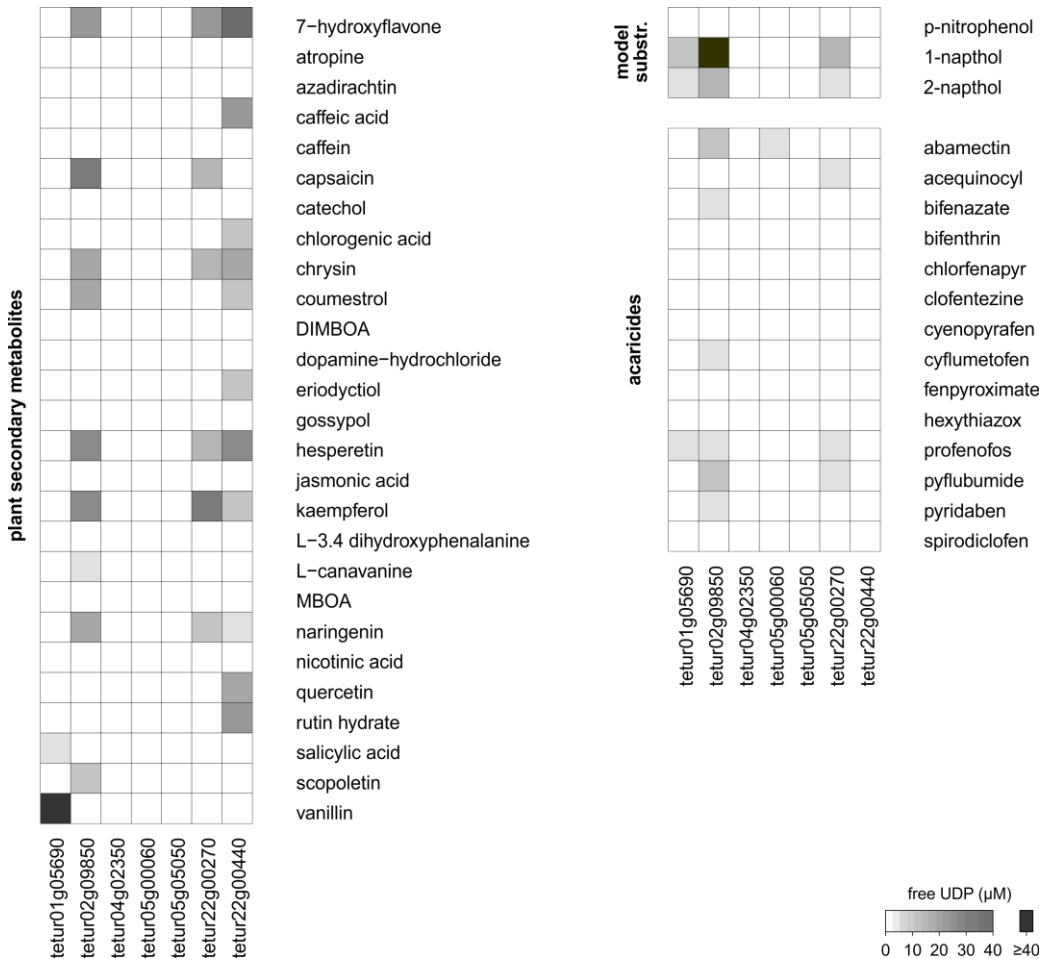 plant secondary metabolites
7−hydroxyflavone
atropine
azadirachtin
caffeic acid
caffein
capsaicin
catechol
chlorogenic acid
chrysin
coumestrol
DIMBOA
dopamine−hydrochloride
eriodyctiol
gossypol
hesperetin
jasmonic acid
kaempferol
L−3.4 dihydroxyphenalanine
L−canavanine
MBOA
naringenin
nicotinic acid
quercetin
rutin hydrate
salicylic acid
scopoletin
vanillin
tetur01g05690
tetur02g09850
tetur04g02350
tetur05g00060
tetur05g05050
tetur22g00270
tetur22g00440
model
substr.
p-nitrophenol
1-napthol
2-napthol
acaricides
abamectin
acequinocyl
bifenazate
bifenthrin
chlorfenapyr
clofentezine
cyenopyrafen
cyflumetofen
fenpyroximate
hexythiazox
profenofos
pyflubumide
pyridaben
spirodiclofen
tetur01g05690
tetur02g09850
tetur04g02350
tetur05g00060
tetur05g05050
tetur22g00270
tetur22g00440
free UDP (µM)
0 10 20 30 40 ≥40